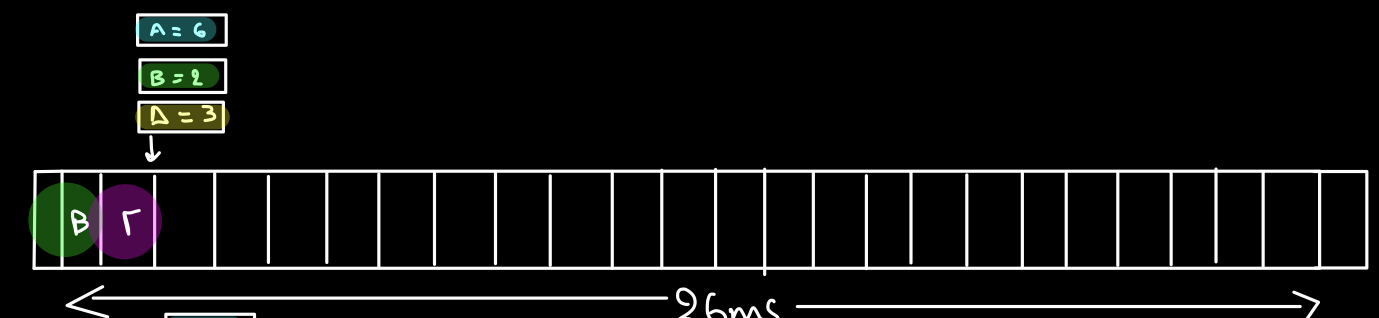 A = 6
B = 2
Δ = 3
B Γ
26ms